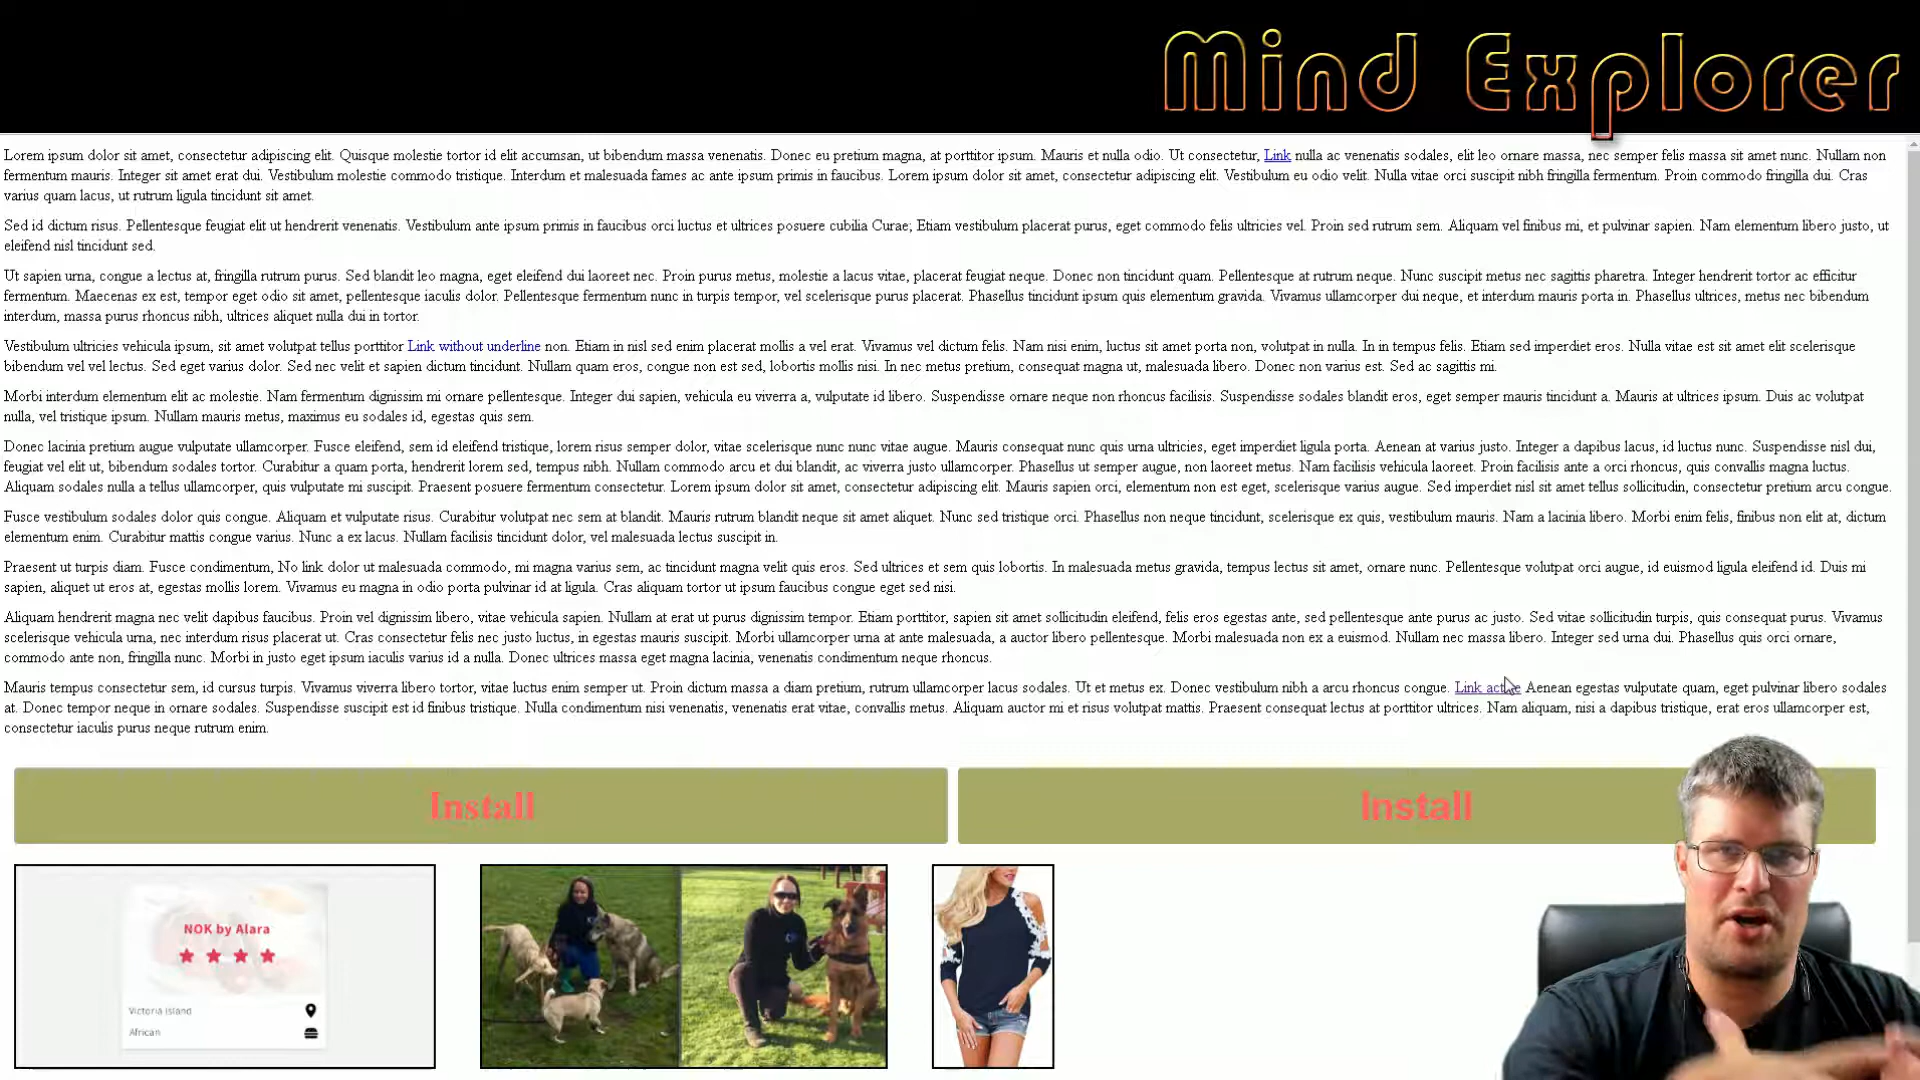 Mind Explorer
Lorem ipsum dolor sit amet, consectetur adipiscing elit. Quisque molestie tortor id elit accumsan, ut bibendum massa venenatis. Donec eu pretium magna, at porttitor ipsum. Mauris et nulla odio. Ut consectetur, Link nulla ac venenatis sodales, elit leo ornare massa, nec semper felis massa sit amet nunc. Nullam non
fermentum mauris. Integer sit amet erat dui. Vestibulum molestie commodo tristique. Interdum et malesuada fames ac ante ipsum primis in faucibus. Lorem ipsum dolor sit amet, consectetur adipiscing elit. Vestibulum eu odio velit. Nulla vitae orci suscipit nibh fringilla fermentum. Proin commodo fringilla dui. Cras
varius quam lacus, ut rutrum ligula tincidunt sit amet.
Sed id dictum risus. Pellentesque feugiat elit ut hendrerit venenatis. Vestibulum ante ipsum primis in faucibus orci luctus et ultrices posuere cubilia Curae; Etiam vestibulum placerat purus, eget commodo felis ultricies vel. Proin sed rutrum sem. Aliquam vel finibus mi, et pulvinar sapien. Nam elementum libero justo, ut
eleifend nisl tincidunt sed.
Ut sapien urna, congue a lectus at, fringilla rutrum purus. Sed blandit leo magna, eget eleifend dui laoreet nec. Proin purus metus, molestie a lacus vitae, placerat feugiat neque. Donec non tincidunt quam. Pellentesque at rutrum neque. Nunc suscipit metus nec sagittis pharetra. Integer hendrerit tortor ac efficitur
fermentum. Maecenas ex est, tempor eget odio sit amet, pellentesque iaculis dolor. Pellentesque fermentum nunc in turpis tempor, vel scelerisque purus placerat. Phasellus tincidunt ipsum quis elementum gravida. Vivamus ullamcorper dui neque, et interdum mauris porta in. Phasellus ultrices, metus nec bibendum
interdum, massa purus rhoncus nibh, ultrices aliquet nulla dui in tortor.
Vestibulum ultricies vehicula ipsum, sit amet volutpat tellus porttitor Link without underline non. Etiam in nisl sed enim placerat mollis a vel erat. Vivamus vel dictum felis. Nam nisi enim, luctus sit amet porta non, volutpat in nulla. In in tempus felis. Etiam sed imperdiet eros. Nulla vitae est sit amet elit scelerisque
bibendum vel vel lectus. Sed eget varius dolor. Sed nec velit et sapien dictum tincidunt. Nullam quam eros, congue non est sed, lobortis mollis nisi. In nec metus pretium, consequat magna ut, malesuada libero. Donec non varius est. Sed ac sagittis mi.
Morbi interdum elementum elit ac molestie. Nam fermentum dignissim mi ornare pellentesque. Integer dui sapien, vehicula eu viverra a, vulputate id libero. Suspendisse ornare neque non rhoncus facilisis. Suspendisse sodales blandit eros, eget semper mauris tincidunt a. Mauris at ultrices ipsum. Duis ac volutpat
nulla, vel tristique ipsum. Nullam mauris metus, maximus eu sodales id, egestas quis sem.
Donec lacinia pretium augue vulputate ullamcorper. Fusce eleifend, sem id eleifend tristique, lorem risus semper dolor, vitae scelerisque nunc nunc vitae augue. Mauris consequat nunc quis urna ultricies, eget imperdiet ligula porta. Aenean at varius justo. Integer a dapibus lacus, id luctus nunc. Suspendisse nisl dui,
feugiat vel elit ut, bibendum sodales tortor. Curabitur a quam porta, hendrerit lorem sed, tempus nibh. Nullam commodo arcu et dui blandit, ac viverra justo ullamcorper. Phasellus ut semper augue, non laoreet metus. Nam facilisis vehicula laoreet. Proin facilisis ante a orci rhoncus, quis convallis magna luctus.
Aliquam sodales nulla a tellus ullamcorper, quis vulputate mi suscipit. Praesent posuere fermentum consectetur. Lorem ipsum dolor sit amet, consectetur adipiscing elit. Mauris sapien orci, elementum non est eget, scelerisque varius augue. Sed imperdiet nisl sit amet tellus sollicitudin, consectetur pretium arcu congue.
Fusce vestibulum sodales dolor quis congue. Aliquam et vulputate risus. Curabitur volutpat nec sem at blandit. Mauris rutrum blandit neque sit amet aliquet. Nunc sed tristique orci. Phasellus non neque tincidunt, scelerisque ex quis, vestibulum mauris. Nam a lacinia libero. Morbi enim felis, finibus non elit at, dictum
elementum enim. Curabitur mattis congue varius. Nunc a ex lacus. Nullam facilisis tincidunt dolor, vel malesuada lectus suscipit in.
Praesent ut turpis diam. Fusce condimentum, No link dolor ut malesuada commodo, mi magna varius sem, ac tincidunt magna velit quis eros. Sed ultrices et sem quis lobortis. In malesuada metus gravida, tempus lectus sit amet, ornare nunc. Pellentesque volutpat orci augue, id euismod ligula eleifend id. Duis mi
sapien, aliquet ut eros at, egestas mollis lorem. Vivamus eu magna in odio porta pulvinar id at ligula. Cras aliquam tortor ut ipsum faucibus congue eget sed nisi.
Aliquam hendrerit magna nec velit dapibus faucibus. Proin vel dignissim libero, vitae vehicula sapien. Nullam at erat ut purus dignissim tempor. Etiam porttitor, sapien sit amet sollicitudin eleifend, felis eros egestas ante, sed pellentesque ante purus ac justo. Sed vitae sollicitudin turpis, quis consequat purus. Vivamus
scelerisque vehicula urna, nec interdum risus placerat ut. Cras consectetur felis nec justo luctus, in egestas mauris suscipit. Morbi ullamcorper urna at ante malesuada, a auctor libero pellentesque. Morbi malesuada non ex a euismod. Nullam nec massa libero. Integer sed urna dui. Phasellus quis orci ornare,
commodo ante non, fringilla nunc. Morbi in justo eget ipsum iaculis varius id a nulla. Donec ultrices massa eget magna lacinia, venenatis condimentum neque rhoncus.
Mauris tempus consectetur sem, id cursus turpis. Vivamus viverra libero tortor, vitae luctus enim semper ut. Proin dictum massa a diam pretium, rutrum ullamcorper lacus sodales. Ut et metus ex. Donec vestibulum nibh a arcu rhoncus congue. Link Aenean egestas vulputate quam, eget pulvinar libero sodales
at. Donec tempor neque in ornare sodales. Suspendisse suscipit est id finibus tristique. Nulla condimentum nisi venenatis, venenatis erat vitae, convallis metus. Aliquam auctor mi et risus volutpat mattis. Praesent consequat lectus at porttitor ultrices. Nam aliquam, nisi a dapibus tristique, erat eros ullamcorper est,
consectetur iaculis purus neque rutrum enim.
Install
Install
NOK by Alara
Victoria Island
African